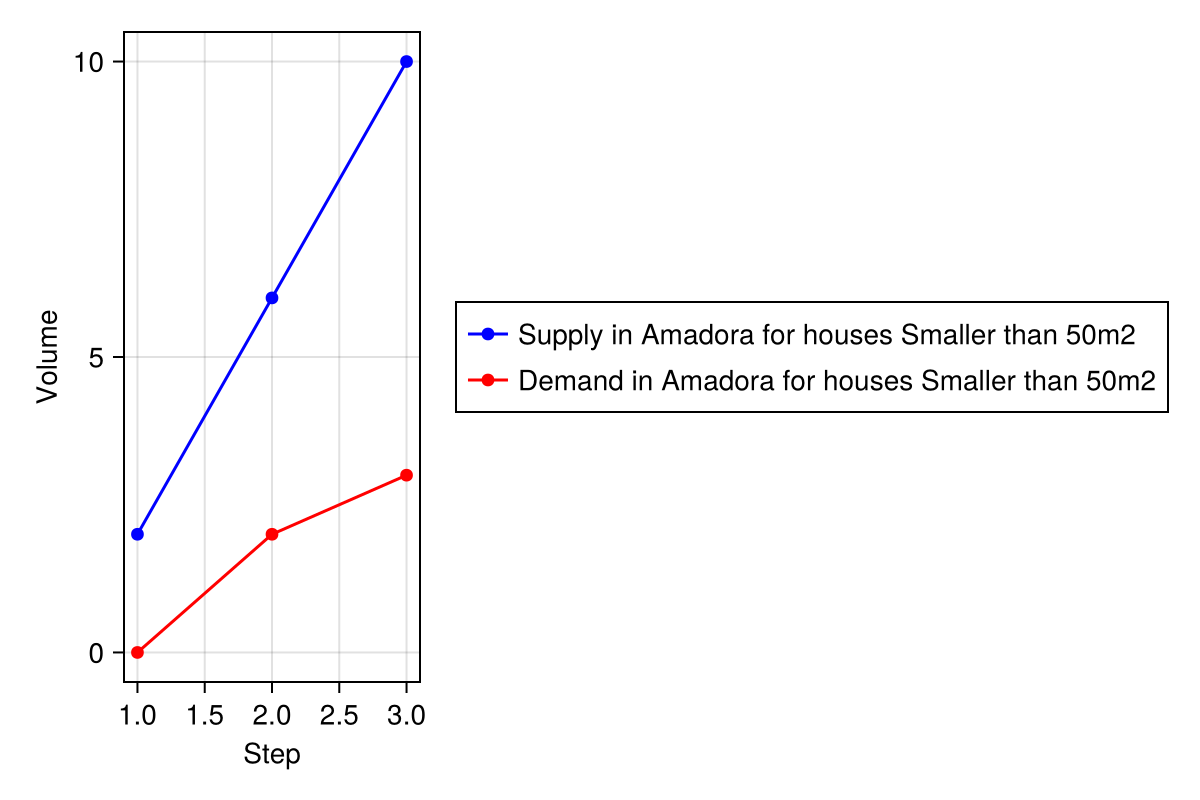 10
5
0
Volume
1.0 1.5 2.0 2.5 3.0
Step
Supply in Amadora for houses Smaller than 50m2
Demand in Amadora for houses Smaller than 50m2